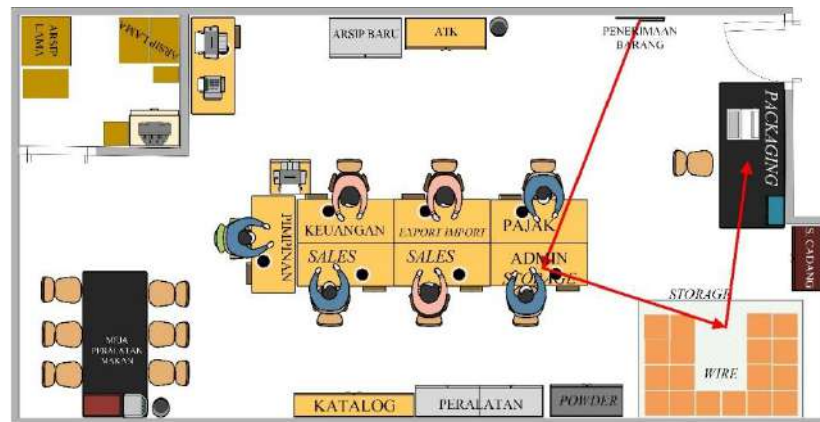 ARSIP
LAMA
ARSIP LAMA
ARSIP BARU
ATK
PENERIMAAN
BARANG
PACKAGING
PIMPINAN
KEUANGAN
EXPORT IMPORT
PAJAK
SALES
SALES
ADMIN
STORAGE
S. CADANG
STORAGE
WIRE
MEJA
PERALATAN
MAKAN
KATALOG
PERALATAN
POWDER